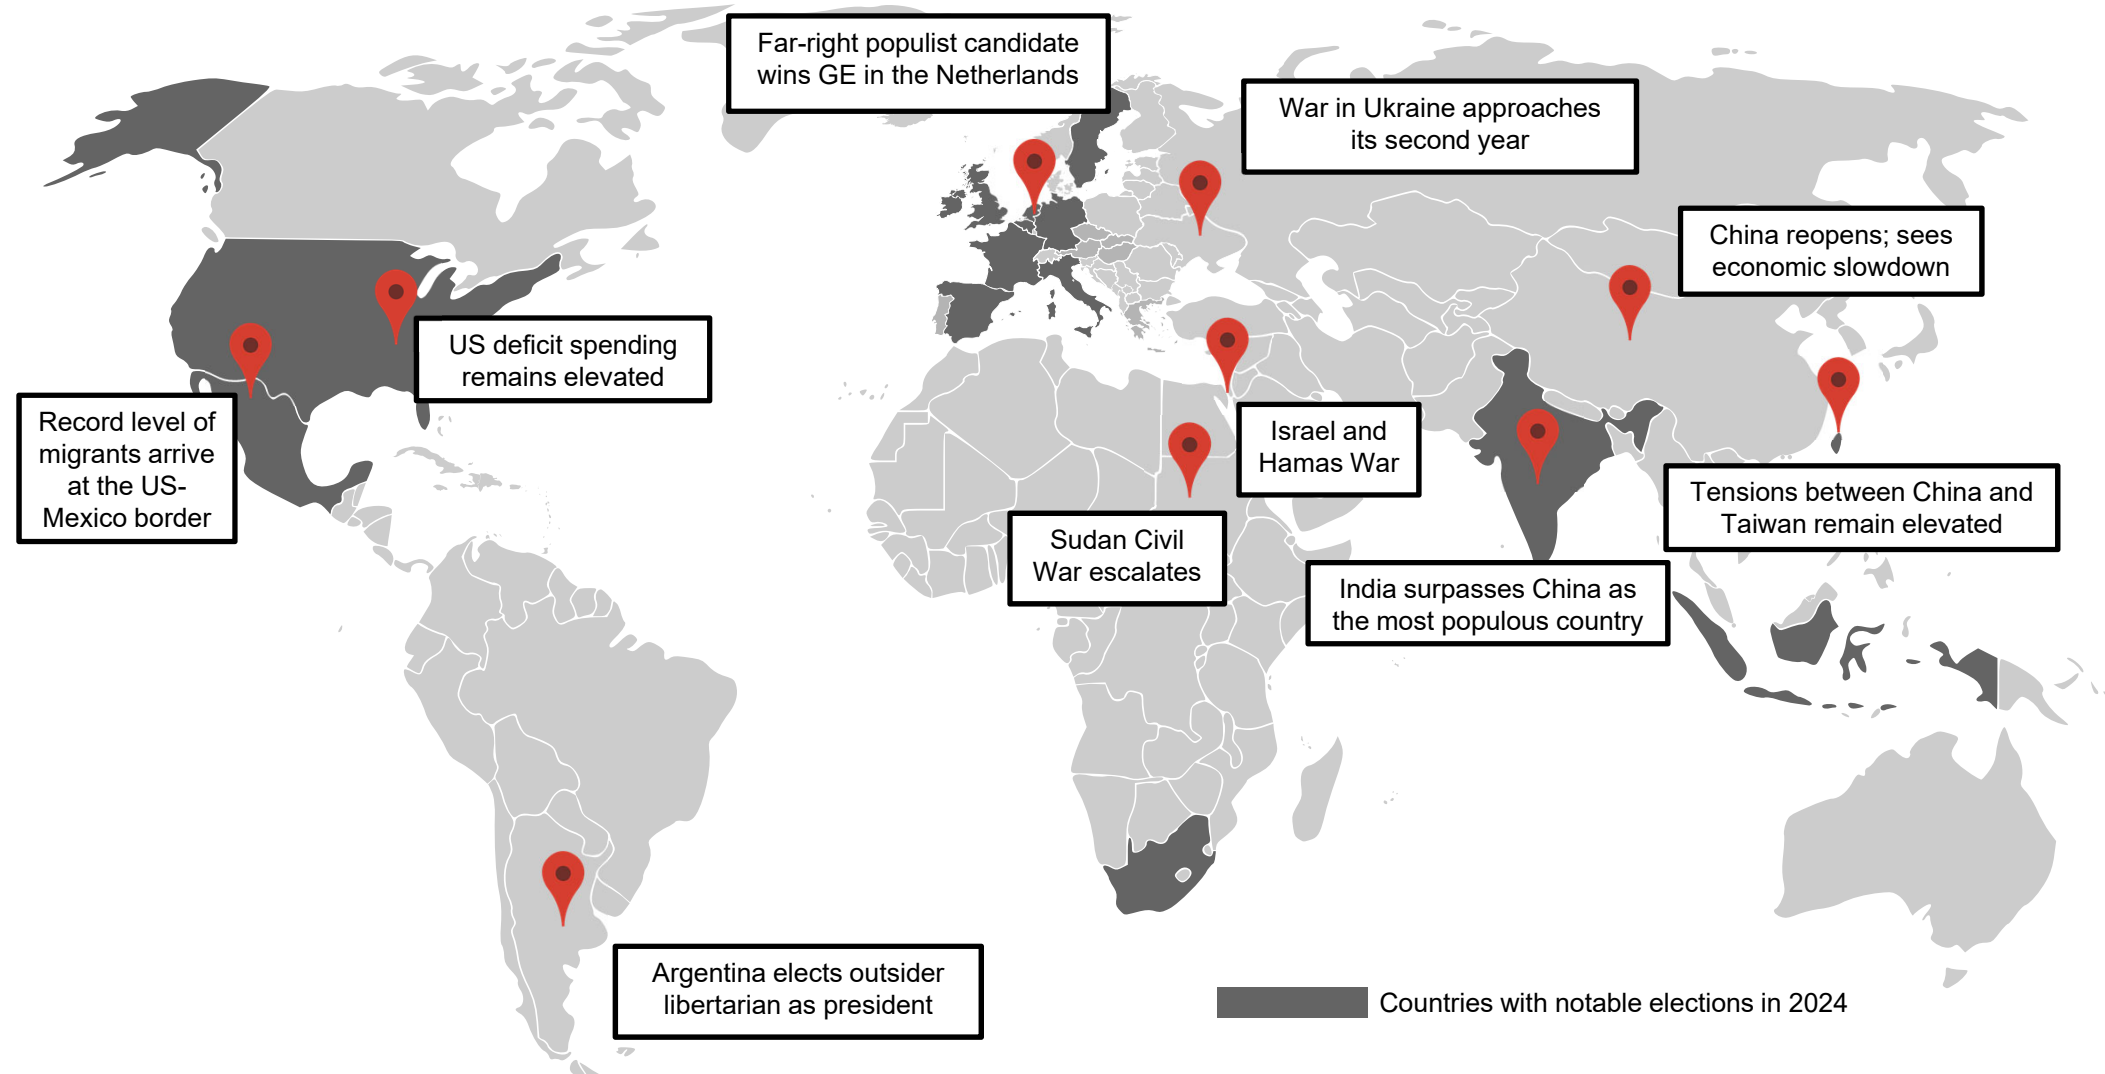 Far-right populist candidate
wins GE in the Netherlands
War in Ukraine approaches
its second year
China reopens; sees
economic slowdown
US deficit spending
remains elevated
Record level of
migrants arrive
at the US-
Mexico border
Israel and
Hamas War
Tensions between China and
Taiwan remain elevated
Sudan Civil
War escalates
India surpasses China as
the most populous country
Argentina elects outsider
libertarian as president
Countries with notable elections in 2024